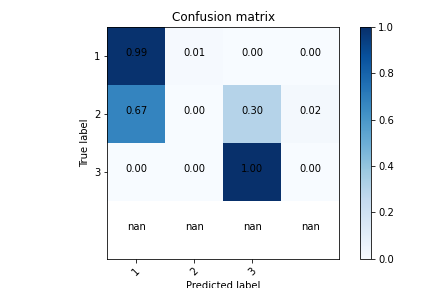 Confusion matrix
1.0
1 0.99 0.01 0.00 0.00
0.8
2 0.67 0.00 0.30 0.02
0.6
True label
0.4
3 0.00 0.00 1.00 0.00
0.2
nan nan nan nan
0.0
1 2 3
Predicted label